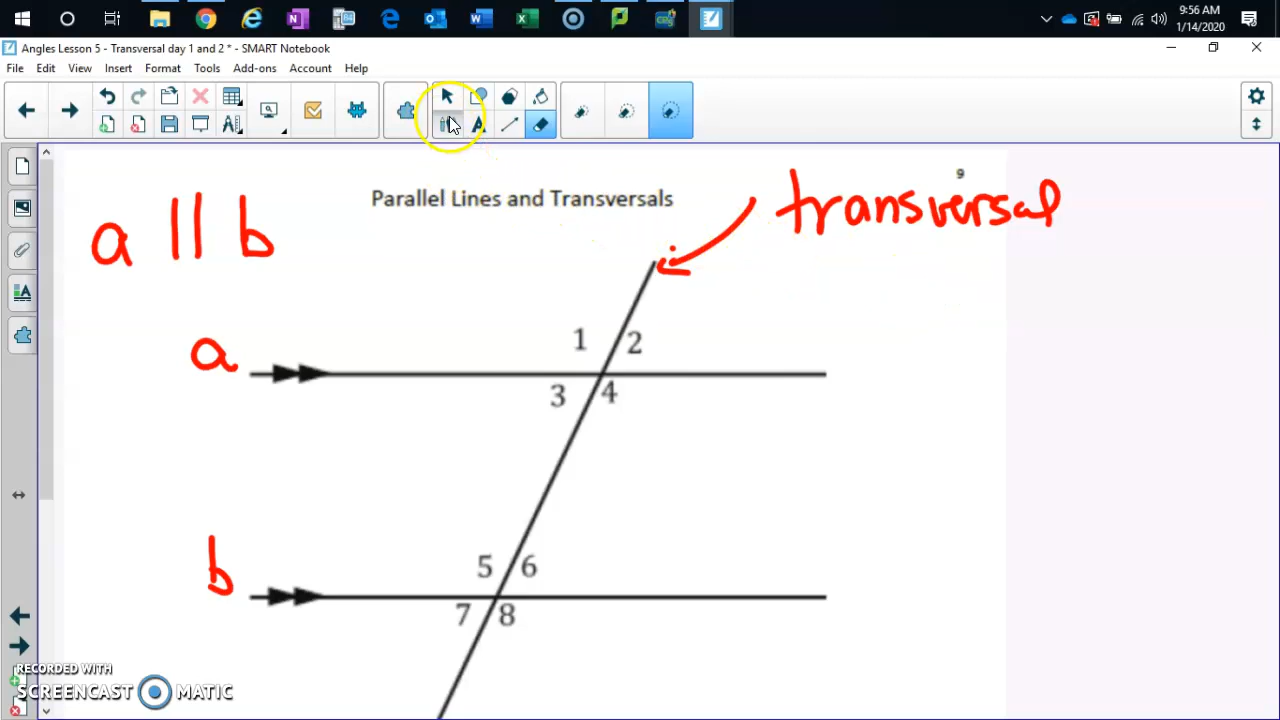 9:56 AM
1/14/2020
Angles Lesson 5 - Transversal day 1 and 2 * - SMART Notebook
File Edit View Insert Format Tools Add-ons Account Help
9
Parallel Lines and Transversals
transversal
a || b
1 2
a
3 4
5 6
b
7 8
RECORDED WITH
SCREENCAST MATIC